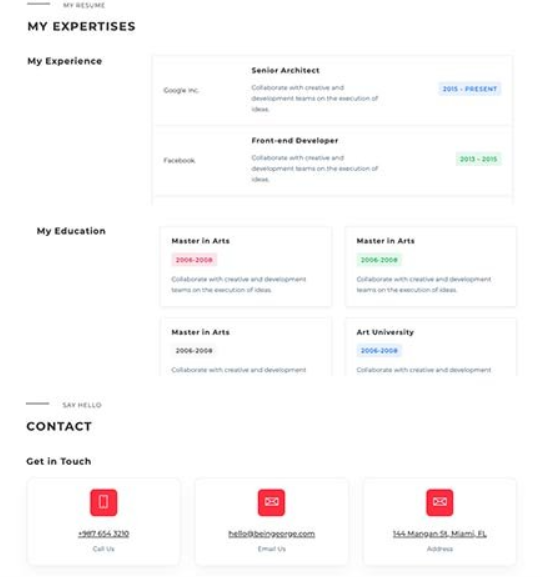 MY RESUME
MY EXPERTISES
My Experience
Google Inc.
Senior Architect
Collaborate with creative and
development teams on the execution of
ideas.
2015 - PRESENT
Facebook
Front-end Developer
Collaborate with creative and
development teams on the execution of
ideas.
2013 - 2015
My Education
Master in Arts
2006-2008
Collaborate with creative and development
teams on the execution of ideas.
Master in Arts
2006-2008
Collaborate with creative and development
teams on the execution of ideas.
Master in Arts
2006-2008
Collaborate with creative and development
Art University
2006-2008
Collaborate with creative and development
SAY HELLO
CONTACT
Get in Touch
+987 654 3210
Call Us
hello@beingeorge.com
Email Us
144 Mangan St, Miami, FL
Address